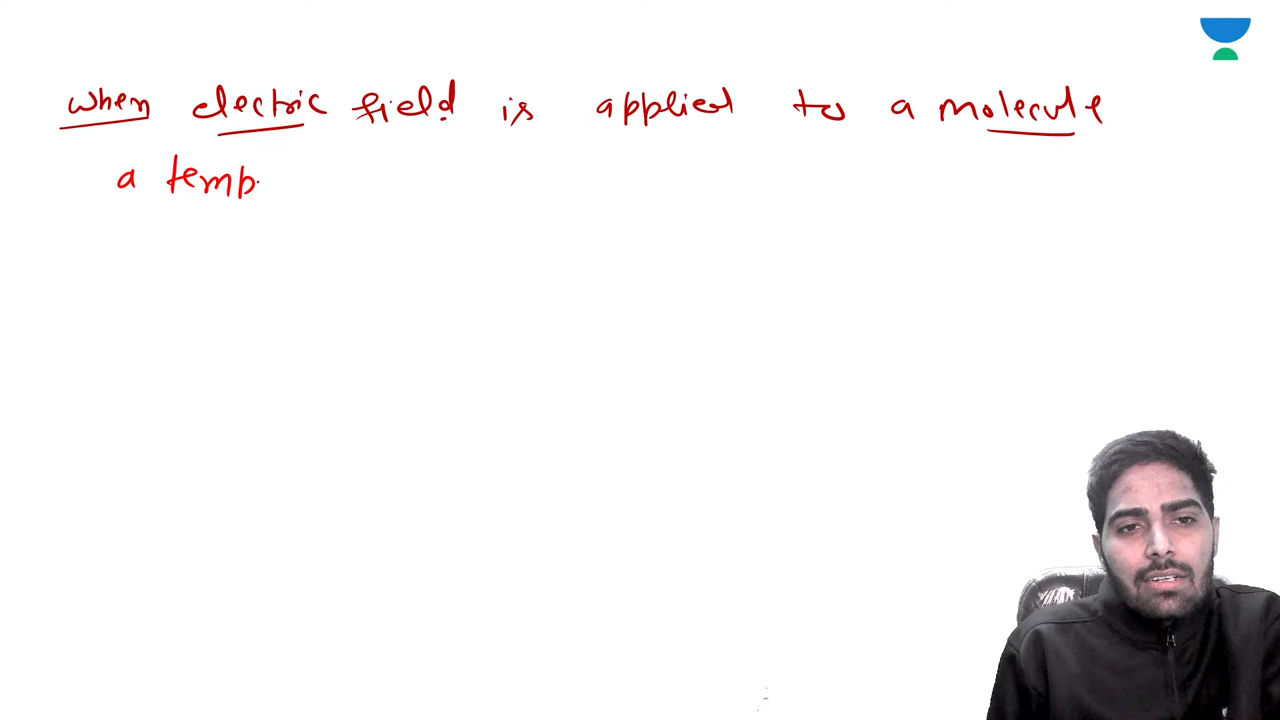 when electric field is applied to a molecule
a temp